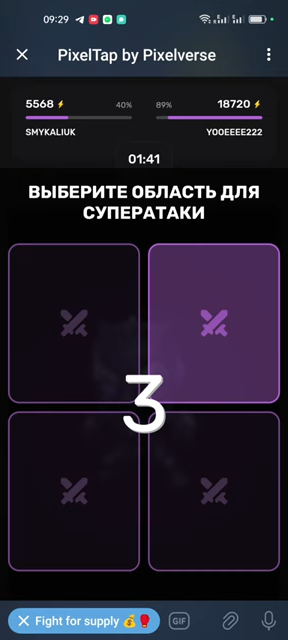 09:29
PixelTap by Pixelverse
5568⚡ 40% 89% 18720⚡
SMYKALIUK YOOEEEE222
01:41
ВЫБЕРИТЕ ОБЛАСТЬ ДЛЯ
СУПЕРАТАКИ
3
Fight for supply 💰🥊
GIF